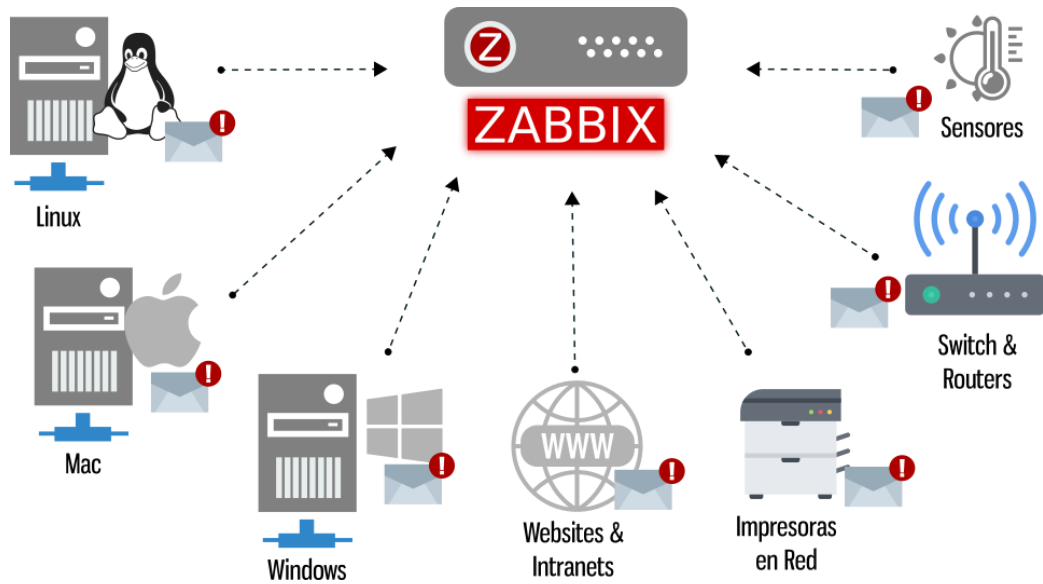 Z
ZABBIX
Linux
Mac
Windows
WWW
Websites &
Intranets
Impresoras
en Red
Switch &
Routers
Sensores
!
!
!
!
!
!
!